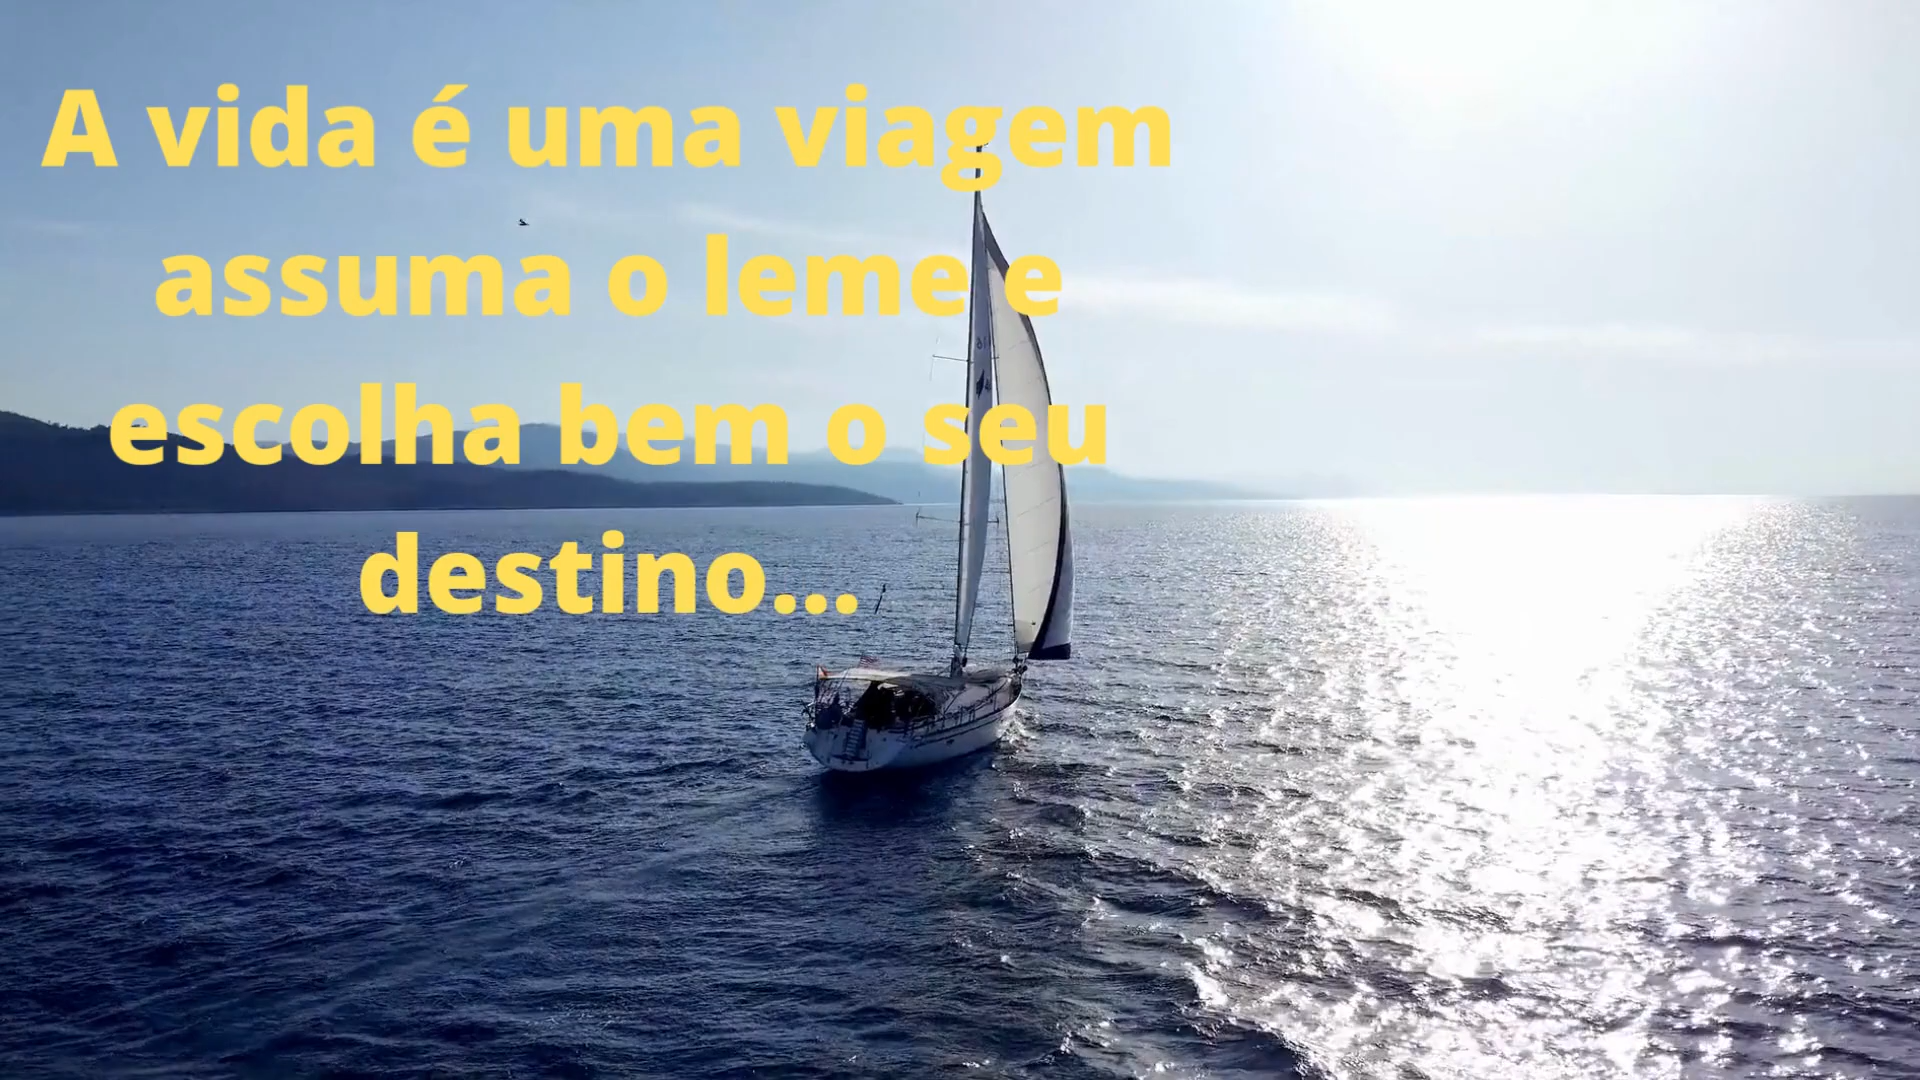 A vida é uma viagem
assuma o leme e
escolha bem o seu
destino...